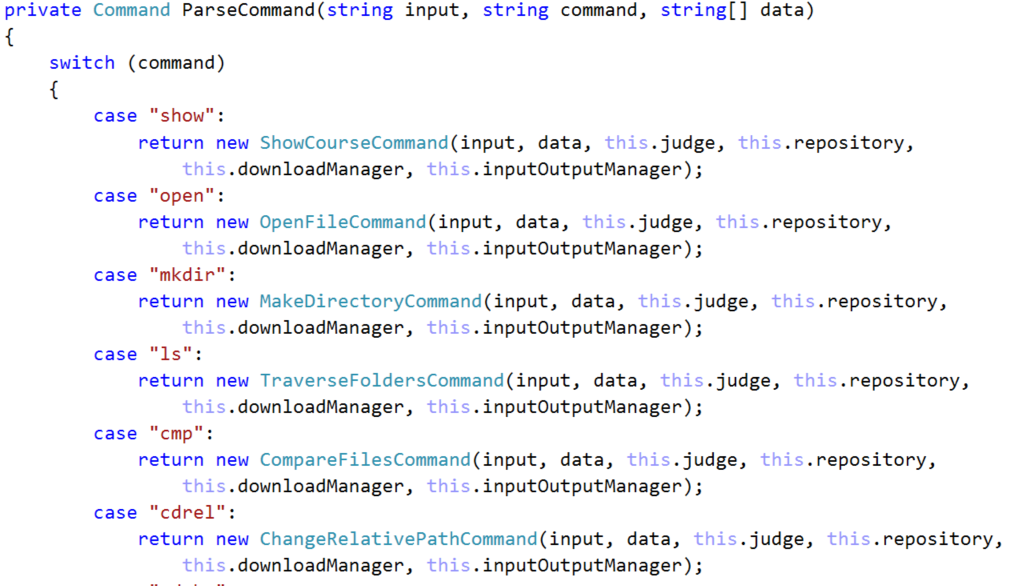 private Command ParseCommand(string input, string command, string[] data)
{
    switch (command)
    {
        case "show":
            return new ShowCourseCommand(input, data, this.judge, this.repository,
                this.downloadManager, this.inputOutputManager);
        case "open":
            return new OpenFileCommand(input, data, this.judge, this.repository,
                this.downloadManager, this.inputOutputManager);
        case "mkdir":
            return new MakeDirectoryCommand(input, data, this.judge, this.repository,
                this.downloadManager, this.inputOutputManager);
        case "ls":
            return new TraverseFoldersCommand(input, data, this.judge, this.repository,
                this.downloadManager, this.inputOutputManager);
        case "cmp":
            return new CompareFilesCommand(input, data, this.judge, this.repository,
                this.downloadManager, this.inputOutputManager);
        case "cdrel":
            return new ChangeRelativePathCommand(input, data, this.judge, this.repository,
                this.downloadManager, this.inputOutputManager);